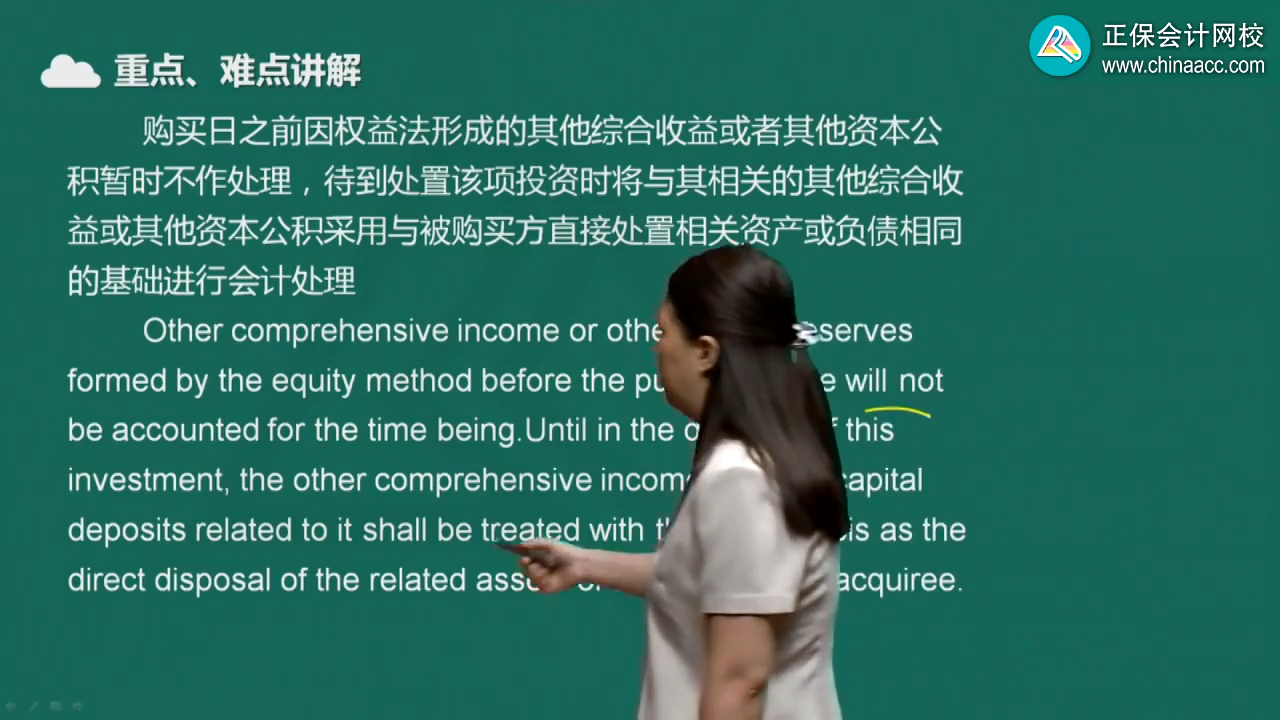 正保会计网校
www.chinaacc.com
重点、难点讲解
购买日之前因权益法形成的其他综合收益或者其他资本公
积暂时不作处理，待到处置该项投资时将与其相关的其他综合收
益或其他资本公积采用与被购买方直接处置相关资产或负债相同
的基础进行会计处理
Other comprehensive income or
formed by the equity method before the will not
be accounted for the time being.Until in the this
investment, the other comprehensive capital
deposits related to it shall be treated with as the
direct disposal of the related acquiree.